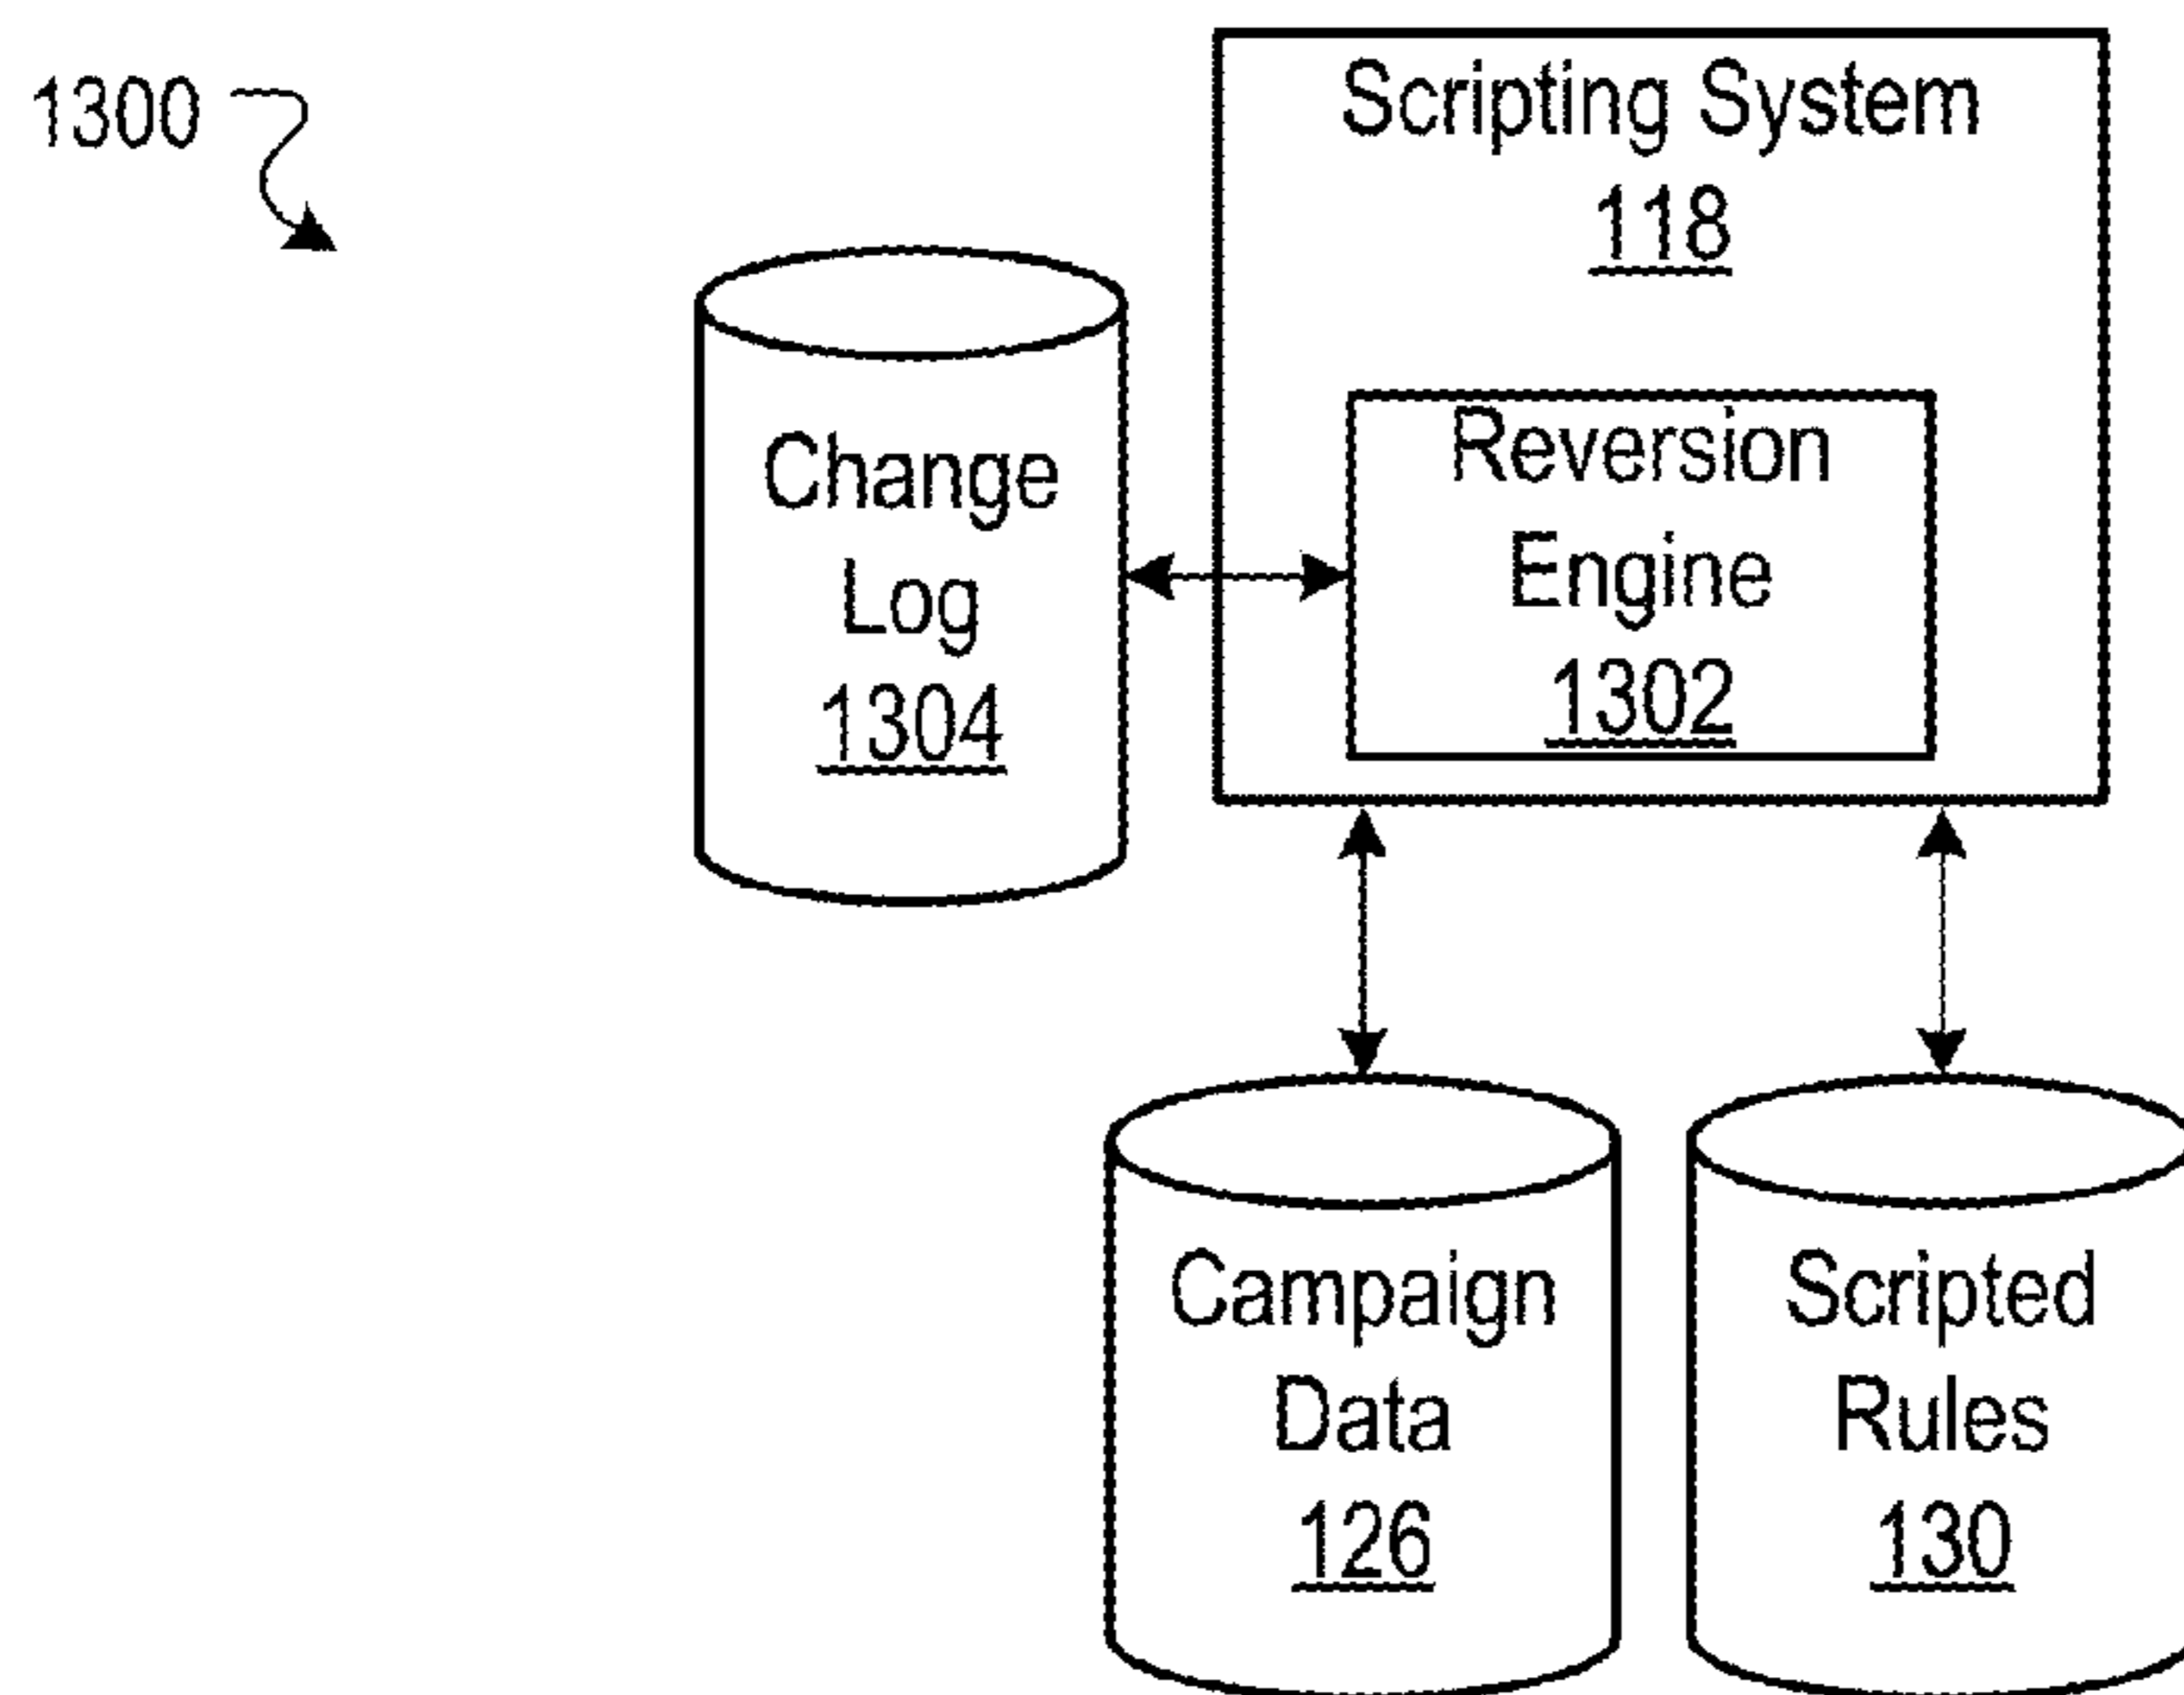 1300
Scripting System
118
Reversion
Engine
1302
Change
Log
1304
Campaign
Data
126
Scripted
Rules
130